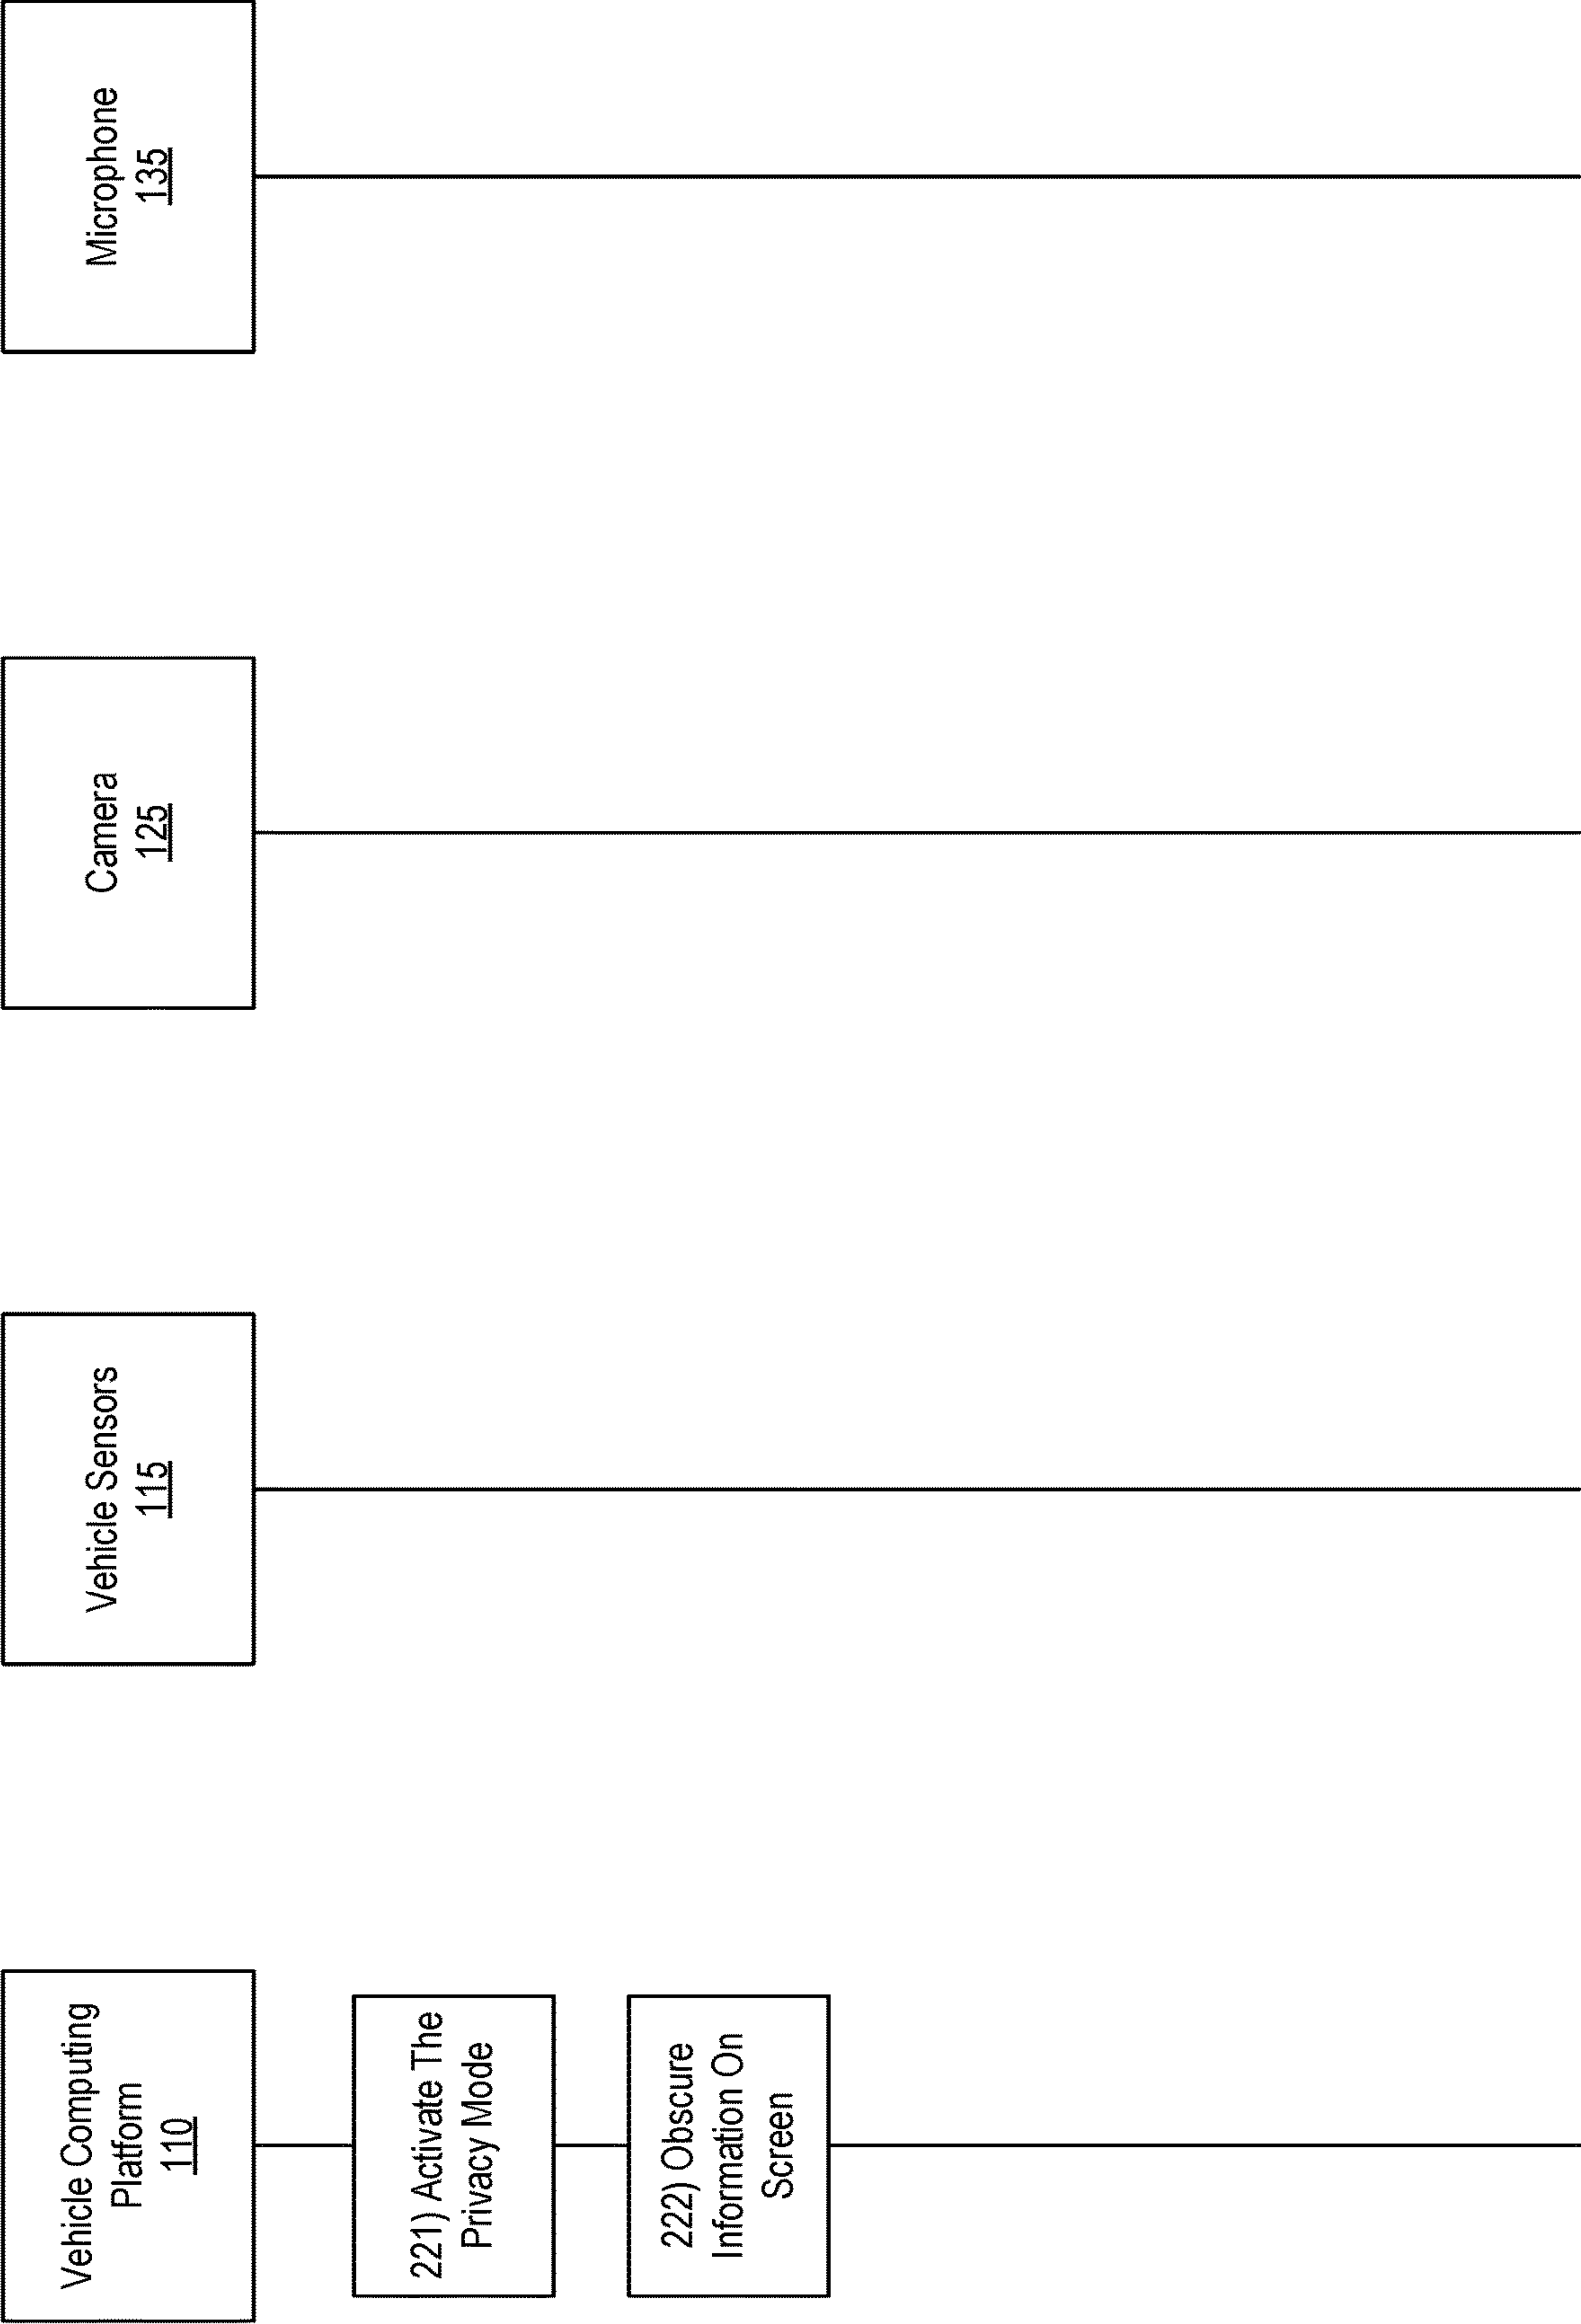 Vehicle Computing
Platform
110
Vehicle Sensors
115
Camera
125
Microphone
135
221) Activate The
Privacy Mode
222) Obscure
Information On
Screen